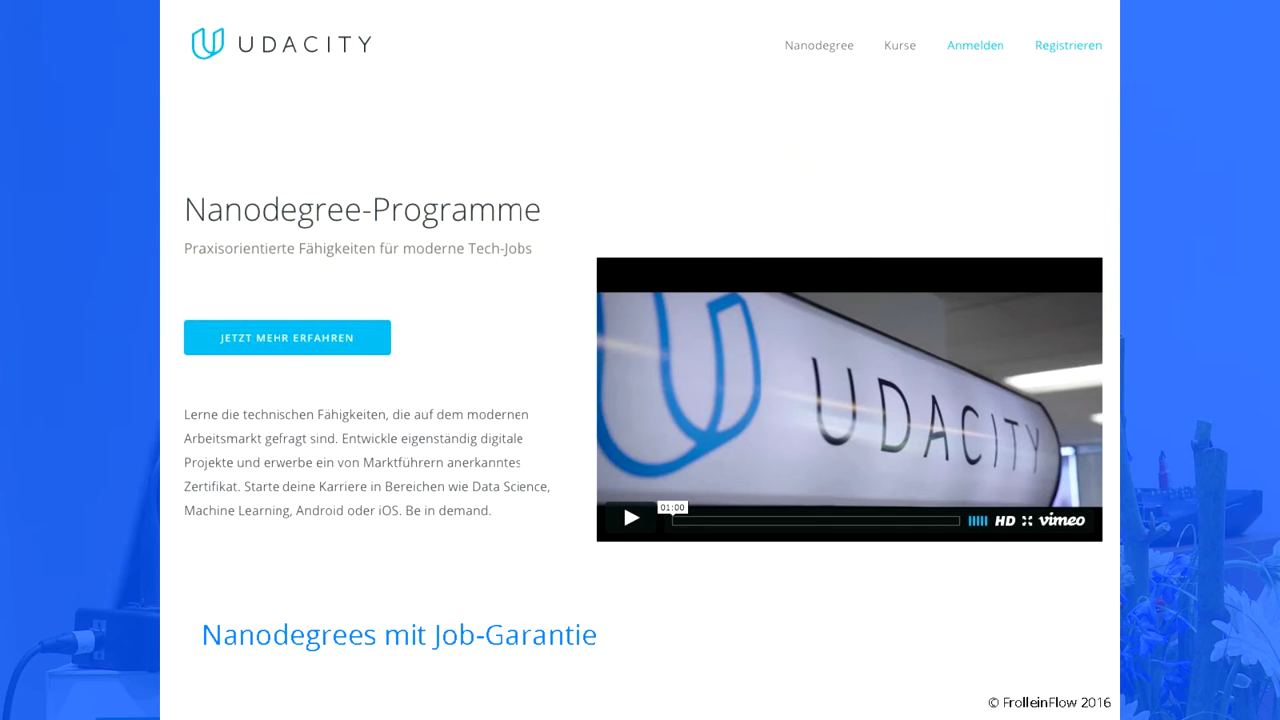 UDACITY
Nanodegree Kurse Anmelden Registrieren
Nanodegree-Programme
Praxisorientierte Fähigkeiten für moderne Tech-Jobs
JETZT MEHR ERFAHREN
Lerne die technischen Fähigkeiten, die auf dem modernen
Arbeitsmarkt gefragt sind. Entwickle eigenständig digitale
Projekte und erwerbe ein von Marktführern anerkanntes
Zertifikat. Starte deine Karriere in Bereichen wie Data Science,
Machine Learning, Android oder iOS. Be in demand.
UDACITY
01:00
HD vimeo
Nanodegrees mit Job-Garantie
© FrolleinFlow 2016